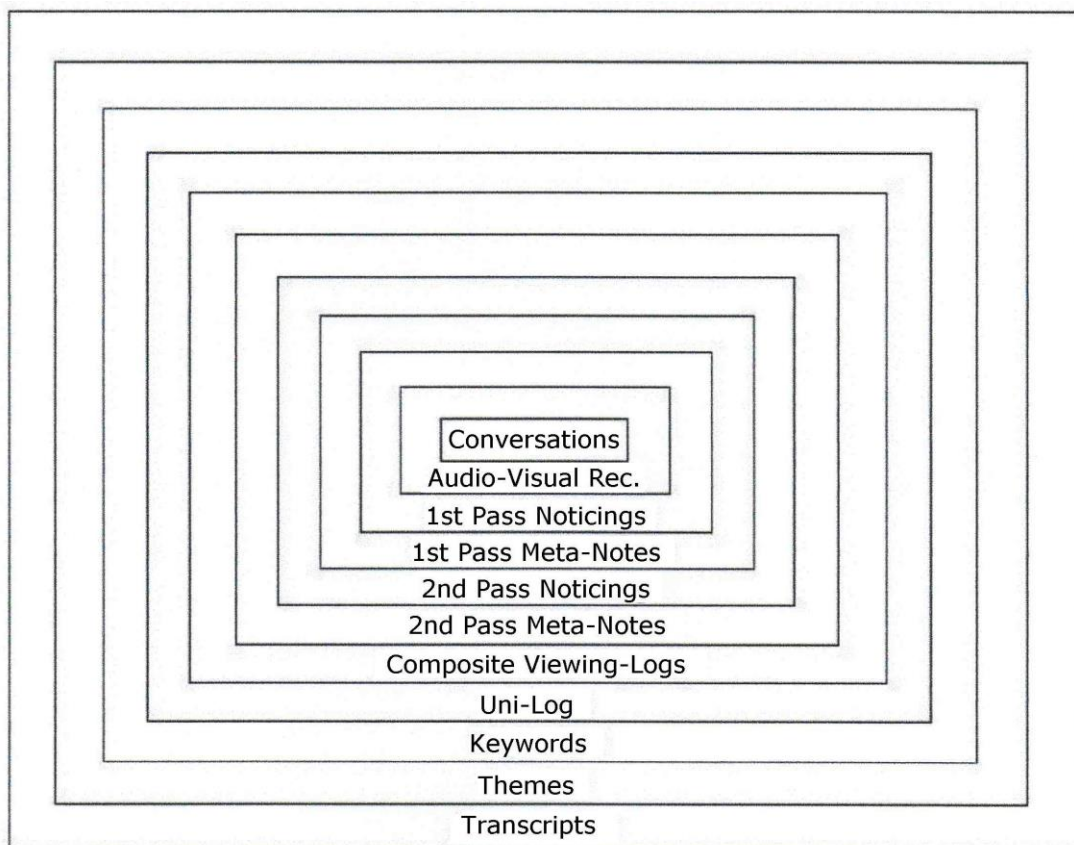 Conversations
Audio-Visual Rec.
1st Pass Noticings
1st Pass Meta-Notes
2nd Pass Noticings
2nd Pass Meta-Notes
Composite Viewing-Logs
Uni-Log
Keywords
Themes
Transcripts